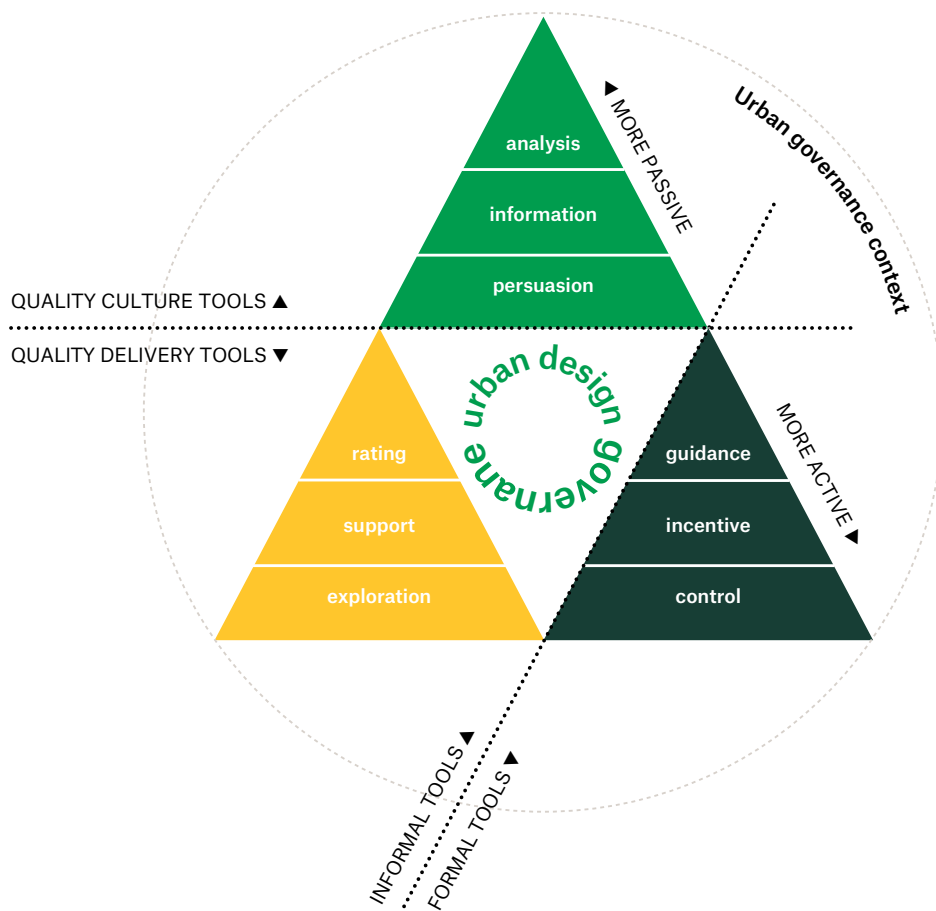 analysis
information
persuasion
▲ MORE PASSIVE
Urban governance context
QUALITY CULTURE TOOLS ▲
QUALITY DELIVERY TOOLS ▼
urban design governane
rating
support
exploration
guidance
incentive
control
MORE ACTIVE ▼
INFORMAL TOOLS ▲
FORMAL TOOLS ▼